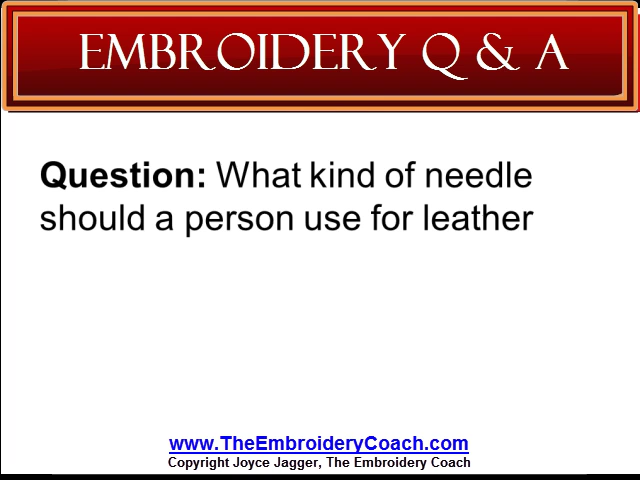 EMBROIDERY Q & A
Question: What kind of needle
should a person use for leather
www.TheEmbroideryCoach.com
Copyright Joyce Jagger, The Embroidery Coach